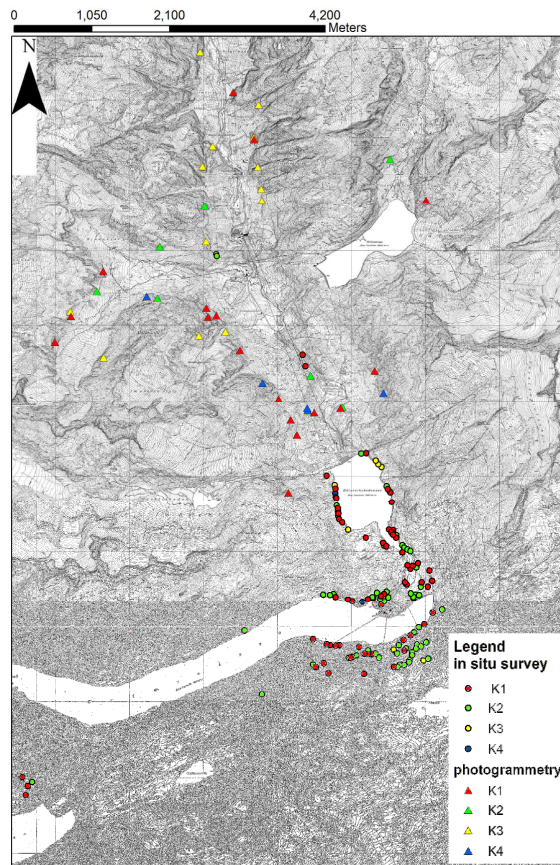 0 1,050 2,100 4,200
Meters
N
Legend
in situ survey
K1
K2
K3
K4
photogrammetry
K1
K2
K3
K4